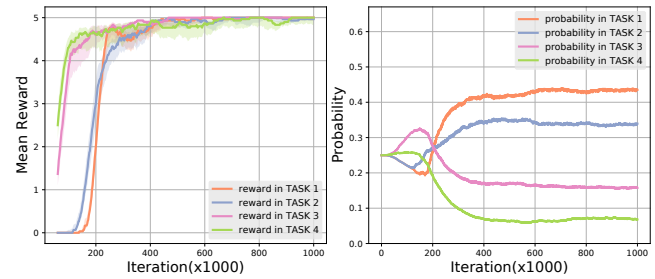 5
4
3
2
1
0
Mean Reward
200
400
600
800
1000
Iteration(x1000)
reward in TASK 1
reward in TASK 2
reward in TASK 3
reward in TASK 4
0.6
0.5
0.4
0.3
0.2
0.1
0.0
Probability
0
200
400
600
800
1000
Iteration(x1000)
probability in TASK 1
probability in TASK 2
probability in TASK 3
probability in TASK 4